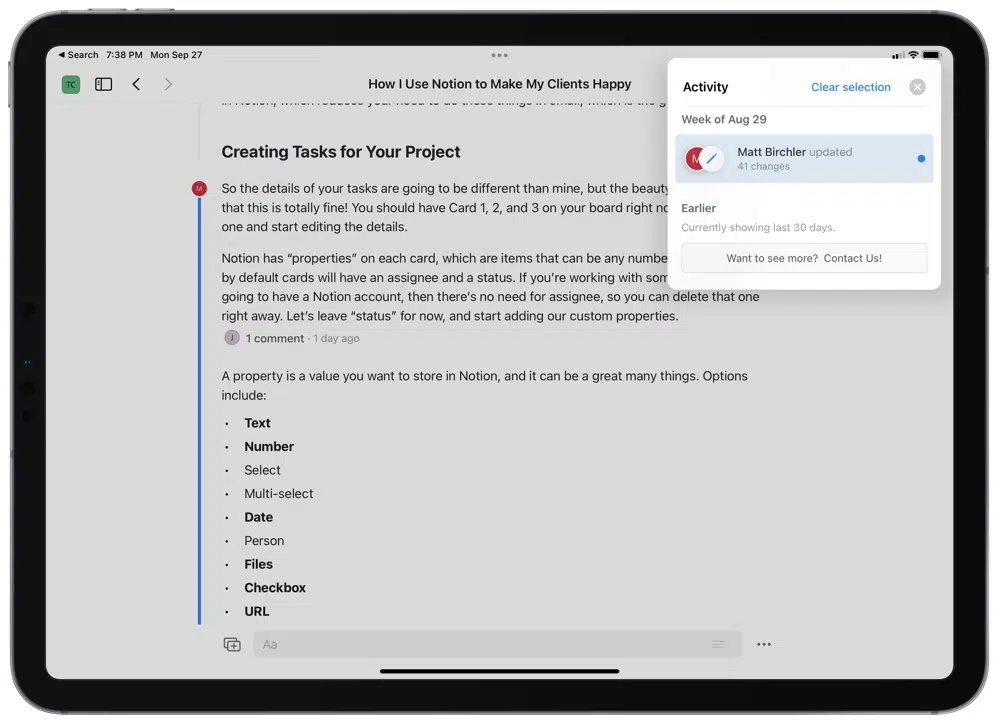 Search 7:38 PM Mon Sep 27
TC
How I Use Notion to Make My Clients Happy
Activity
Clear selection
Week of Aug 29
M
Matt Birchler updated
41 changes
Earlier
Currently showing last 30 days.
Want to see more? Contact Us!
Creating Tasks for Your Project
M
So the details of your tasks are going to be different than mine, but the beauty
that this is totally fine! You should have Card 1, 2, and 3 on your board right
one and start editing the details.
Notion has “properties” on each card, which are items that can be any
by default cards will have an assignee and a status. If you’re working with
going to have a Notion account, then there’s no need for assignee, so you can delete that one
right away. Let’s leave “status” for now, and start adding our custom properties.
J 1 comment · 1 day ago
A property is a value you want to store in Notion, and it can be a great many things. Options
include:
• Text
• Number
• Select
• Multi-select
• Date
• Person
• Files
• Checkbox
• URL
Aa